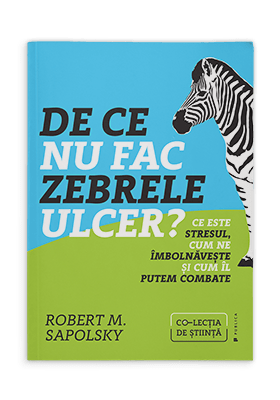 DE CE
NU FAC
ZEBRELE
ULCER?
CE ESTE
STRESUL,
CUM NE
ÎMBOLNĂVEȘTE
ȘI CUM ÎL
PUTEM COMBATE
ROBERT M.
SAPOLSKY
CO-LECȚIA
DE ȘTIINȚĂ
PUBLICA